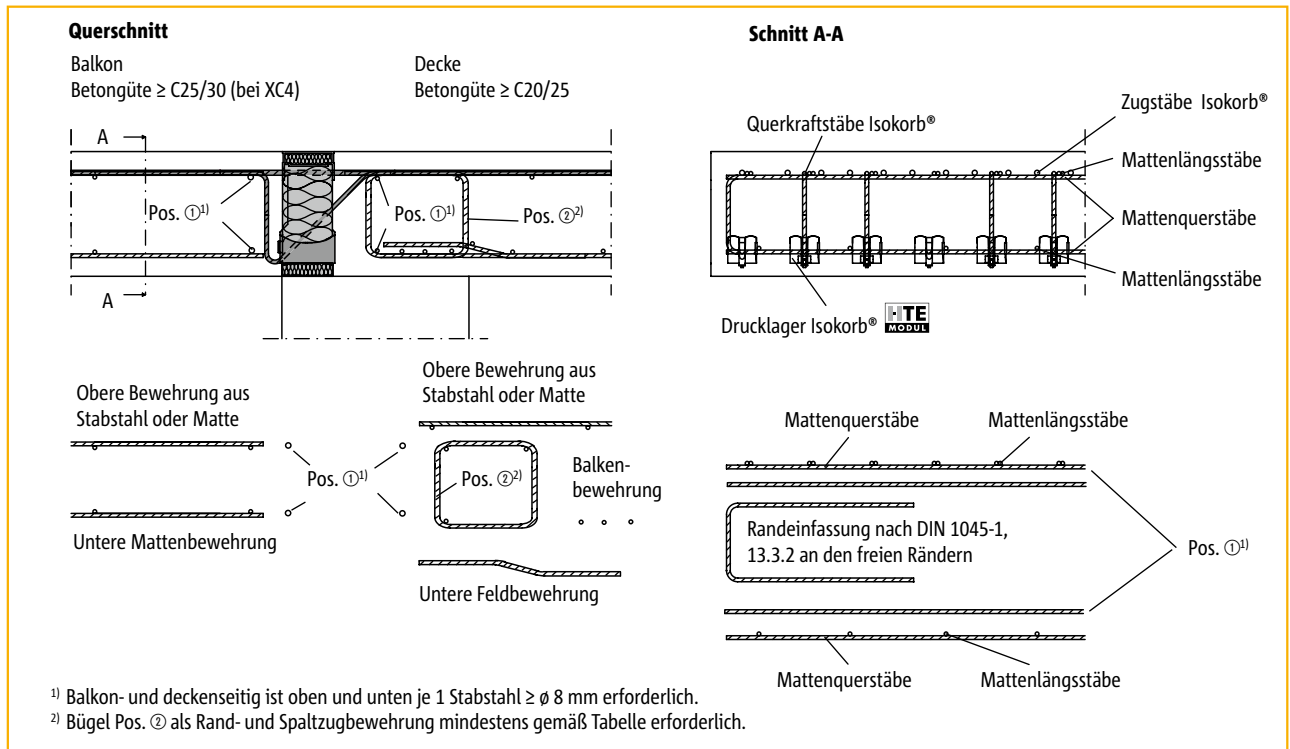 Querschnitt
Balkon
Betongüte ≥ C25/30 (bei XC4)
Decke
Betongüte ≥ C20/25
A
Pos. ①¹⁾
Pos. ①¹⁾
Pos. ②²⁾
A
Schnitt A-A
Querkraftstäbe Isokorb®
Zugstäbe Isokorb®
Mattenlängsstäbe
Mattenquerstäbe
Mattenlängsstäbe
Drucklager Isokorb® HTE
MODUL
Obere Bewehrung aus
Stabstahl oder Matte
Pos. ①¹⁾
Untere Mattenbewehrung
Obere Bewehrung aus
Stabstahl oder Matte
Pos. ②²⁾
Balken-
bewehrung
Untere Feldbewehrung
Mattenquerstäbe
Mattenlängsstäbe
Randeinfassung nach DIN 1045-1,
13.3.2 an den freien Rändern
Pos. ①¹⁾
Mattenquerstäbe
Mattenlängsstäbe
¹⁾ Balkon- und deckenseitig ist oben und unten je 1 Stabstahl ≥ ø 8 mm erforderlich.
²⁾ Bügel Pos. ② als Rand- und Spaltzugbewehrung mindestens gemäß Tabelle erforderlich.